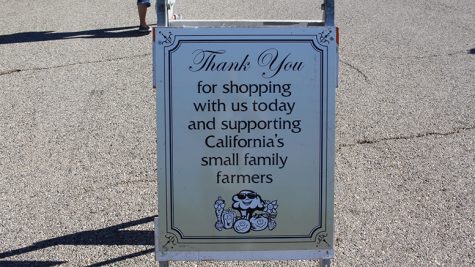 Thank You
for shopping
with us today
and supporting
California's
small family
farmers